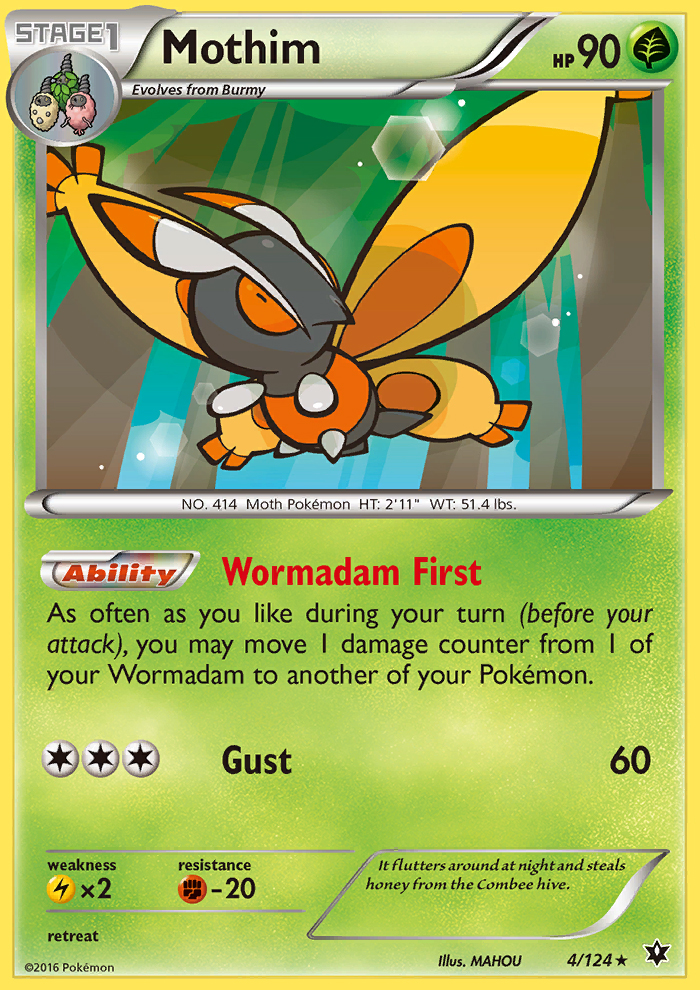 STAGE1
Mothim
HP90
Evolves from Burmy
NO. 414 Moth Pokémon HT: 2'11" WT: 51.4 lbs.
Ability Wormadam First
As often as you like during your turn (before your
attack), you may move 1 damage counter from 1 of
your Wormadam to another of your Pokémon.
Gust 60
weakness resistance
×2 -20
It flutters around at night and steals
honey from the Combee hive.
retreat
©2016 Pokémon
Illus. MAHOU 4/124★